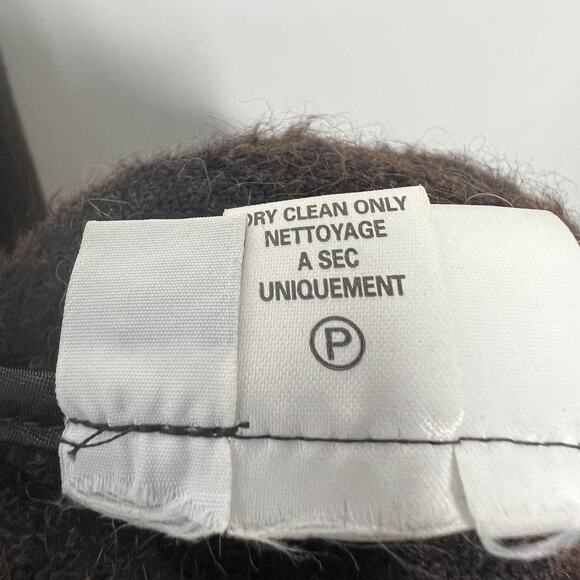 DRY CLEAN ONLY
NETTOYAGE
A SEC
UNIQUEMENT
P